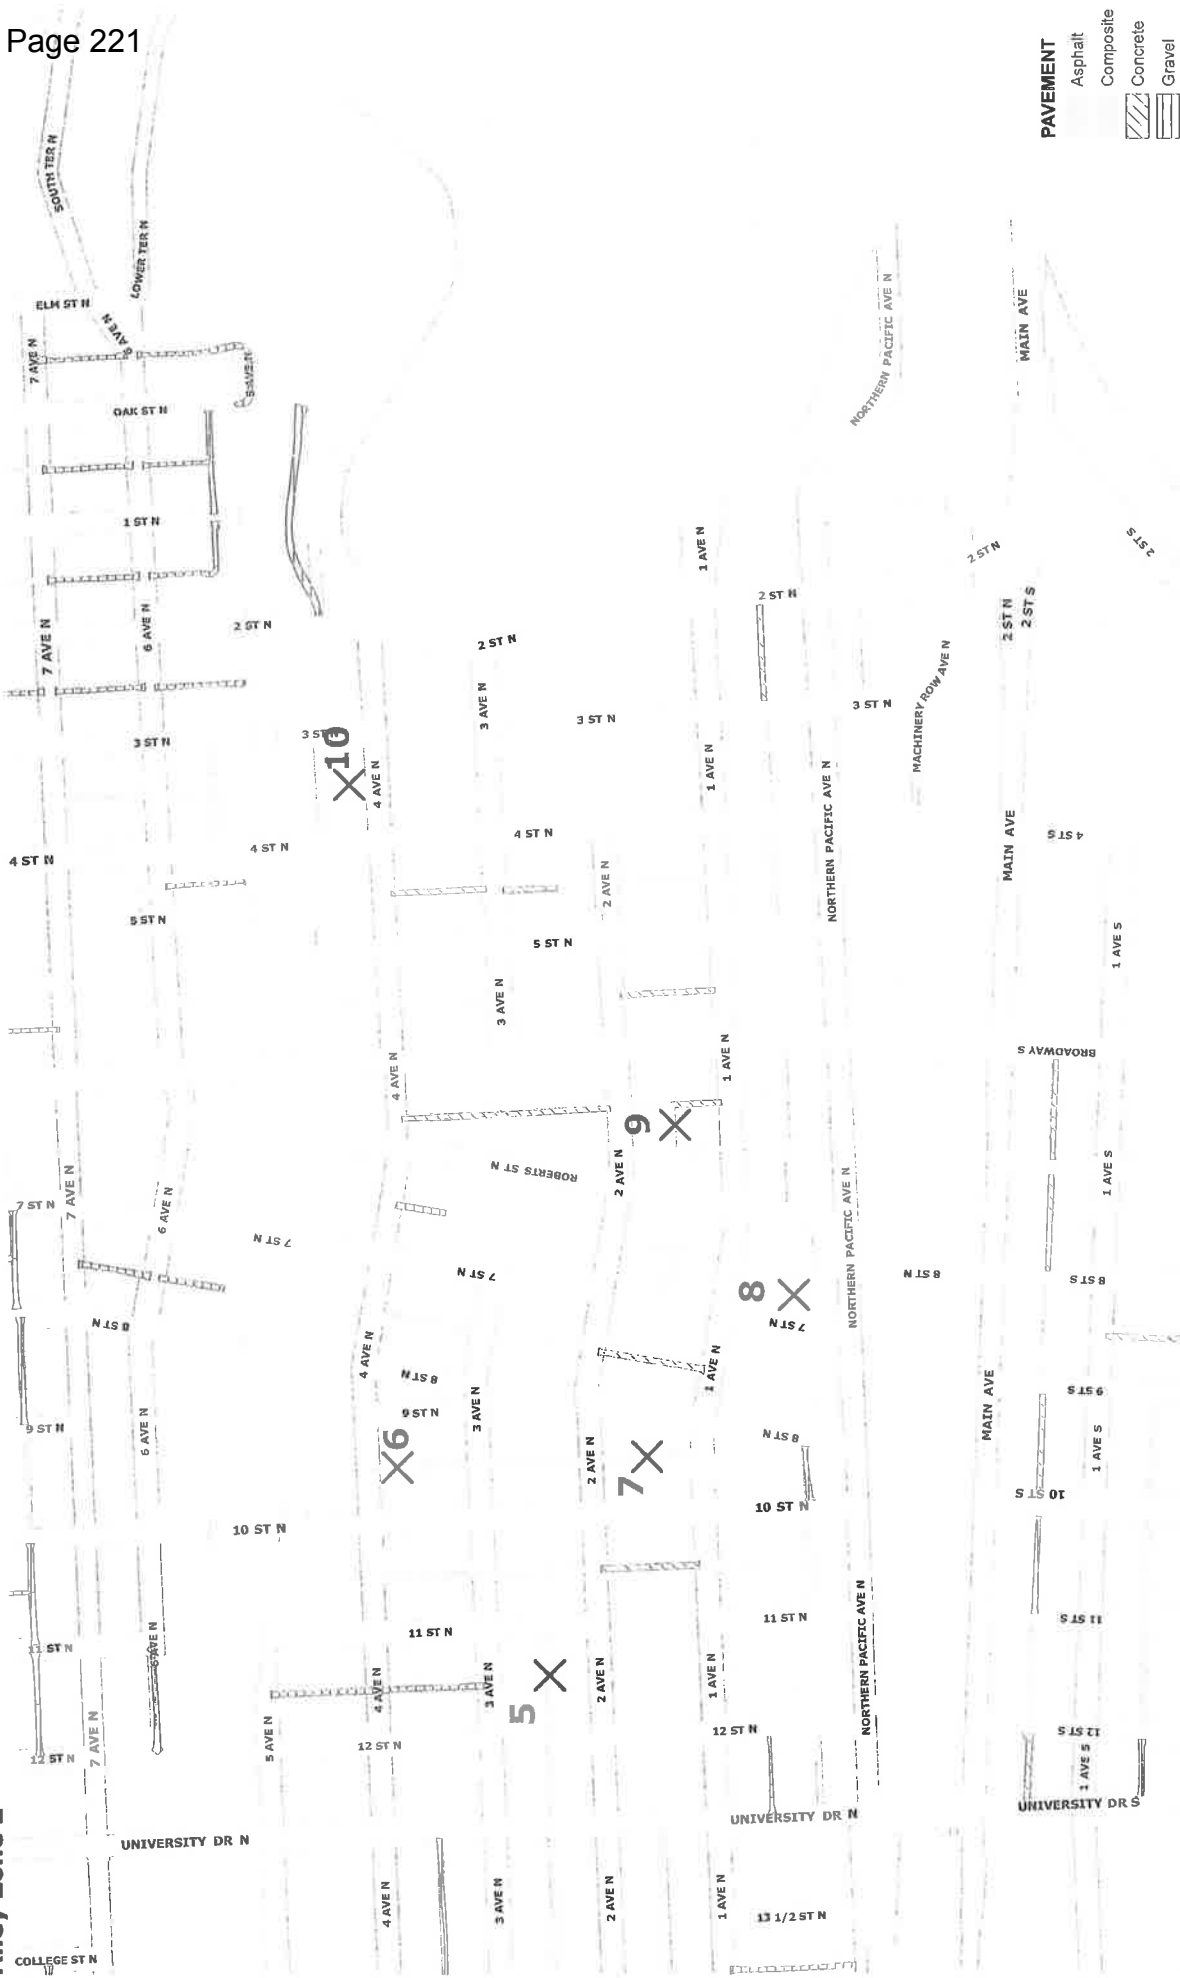 Page 221
PAVEMENT
Asphalt
Composite
Concrete
Gravel
SOUTH TER N
LOWER TER N
ELM ST N
6 AVE N
7 AVE N
5 AVE N
OAK ST N
NORTHERN PACIFIC AVE N
MAIN AVE
1 ST N
1 AVE N
2 ST N
2 ST S
7 AVE N
6 AVE N
2 ST N
2 ST N
2 ST N
2 ST N
2 ST S
3 AVE N
3 ST N
3 ST N
3 ST N
3 ST N
MACHINERY ROW AVE N
10
4 AVE N
1 AVE N
NORTHERN PACIFIC AVE N
MAIN AVE
4 ST N
4 ST N
4 ST N
4 ST S
2 AVE N
5 ST N
5 ST N
1 AVE S
3 AVE N
4 AVE N
1 AVE N
BROADWAY S
9
ROBERTS ST N
2 AVE N
7 ST N
7 AVE N
6 AVE N
NORTHERN PACIFIC AVE N
1 AVE S
7 ST N
7 ST N
8
8 ST N
8 ST S
7 ST N
8 ST N
4 AVE N
8 ST N
9 ST N
3 AVE N
1 AVE N
MAIN AVE
9 ST S
9 ST N
6 AVE N
6
2 AVE N
7
8 ST N
1 AVE S
10 ST S
10 ST N
10 ST N
11 ST N
11 ST N
11 ST N
11 ST S
6 AVE N
4 AVE N
3 AVE N
5
2 AVE N
1 AVE N
NORTHERN PACIFIC AVE N
7 AVE N
5 AVE N
12 ST N
12 ST N
12 ST N
12 ST S
1 AVE S
UNIVERSITY DR N
UNIVERSITY DR N
UNIVERSITY DR S
4 AVE N
3 AVE N
2 AVE N
1 AVE N
13 1/2 ST N
COLLEGE ST N